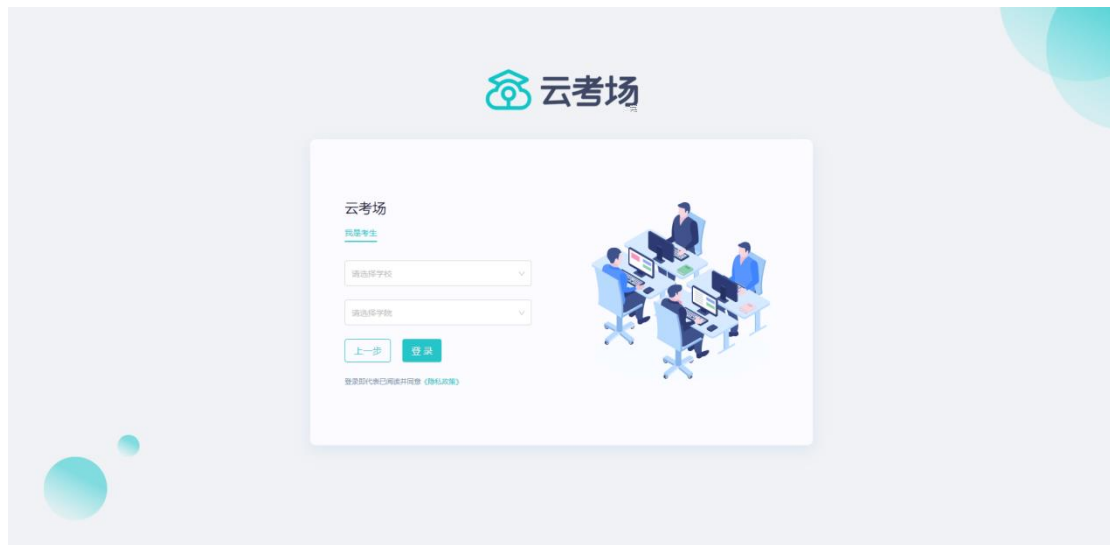 云考场
云考场
我是考生
请选择学校
请选择学院
上一步 登录
登录即代表已阅读并同意《隐私政策》